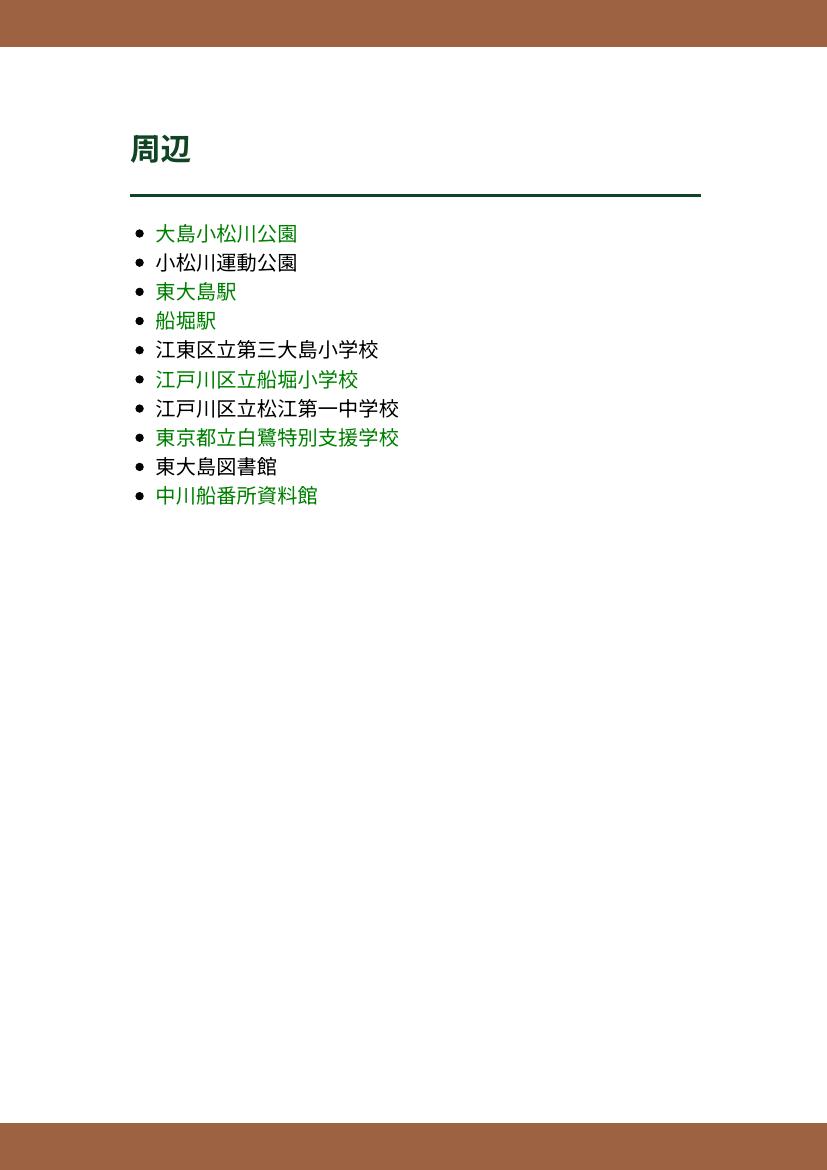 周辺
大島小松川公園
小松川運動公園
東大島駅
船堀駅
江東区立第三大島小学校
江戸川区立船堀小学校
江戸川区立松江第一中学校
東京都立白鷺特別支援学校
東大島図書館
中川船番所資料館